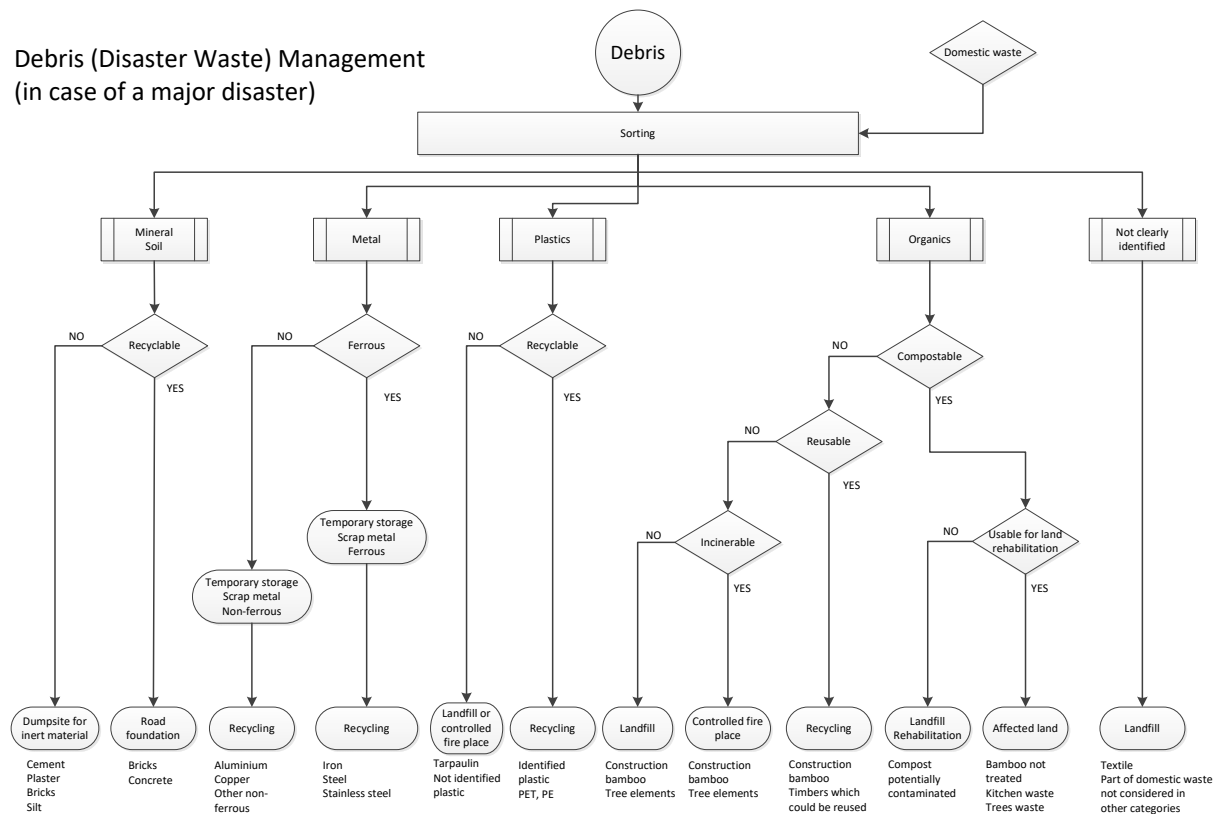 Debris (Disaster Waste) Management
(in case of a major disaster)
Debris
Domestic waste
Sorting
Mineral
Soil
Metal
Plastics
Organics
Not clearly
identified
NO
Recyclable
YES
NO
Ferrous
YES
NO
Recyclable
YES
NO
Compostable
YES
NO
Reusable
YES
NO
Incinerable
YES
NO
Usable for land
rehabilitation
YES
Temporary storage
Scrap metal
Ferrous
Temporary storage
Scrap metal
Non-ferrous
Dumpsite for
inert material
Cement
Plaster
Bricks
Silt
Road
foundation
Bricks
Concrete
Recycling
Aluminium
Copper
Other non-
ferrous
Recycling
Iron
Steel
Stainless steel
Landfill or
controlled
fire place
Tarpaulin
Not identified
plastic
Recycling
Identified
plastic
PET, PE
Landfill
Construction
bamboo
Tree elements
Controlled fire
place
Construction
bamboo
Tree elements
Recycling
Construction
bamboo
Timbers which
could be reused
Landfill
Rehabilitation
Compost
potentially
contaminated
Affected land
Bamboo not
treated
Kitchen waste
Trees waste
Landfill
Textile
Part of domestic waste
not considered in
other categories